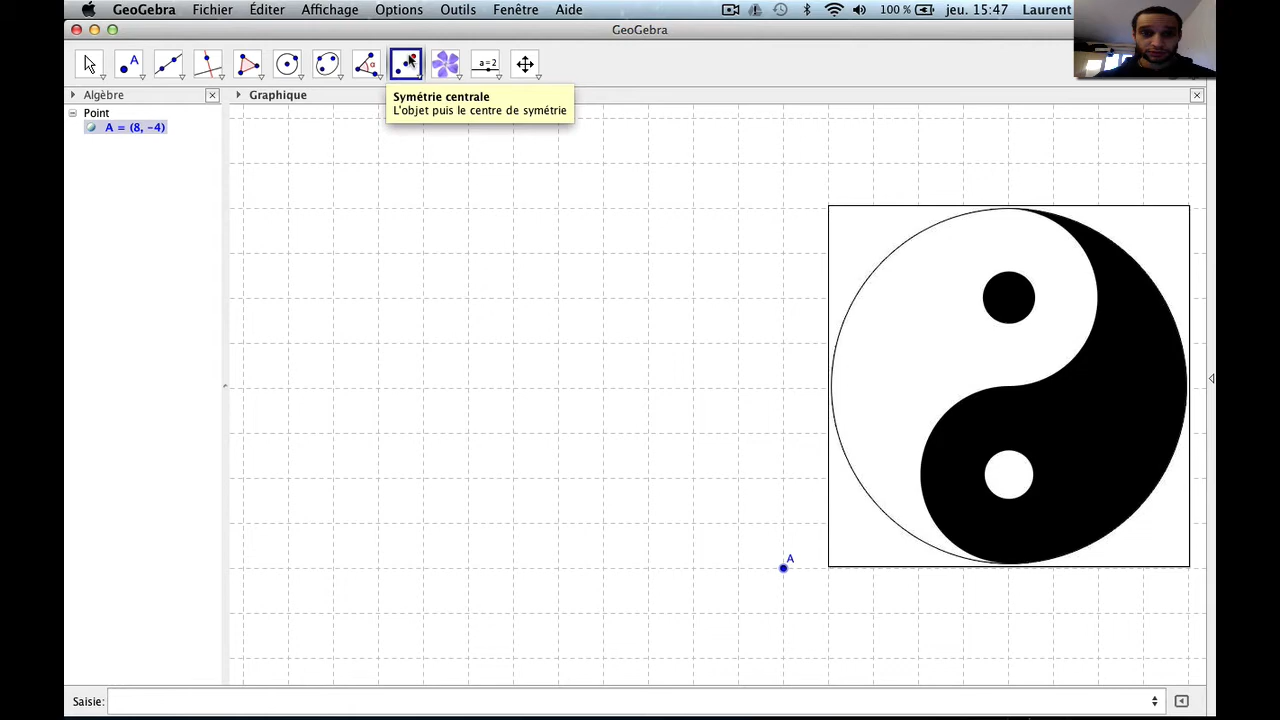 GeoGebra Fichier Éditer Affichage Options Outils Fenêtre Aide 100 % jeu. 15:47 Laurent
GeoGebra
A a=2
Symétrie centrale
L'objet puis le centre de symétrie
Algèbre
Graphique
Point
A = (8, −4)
A
Saisie: